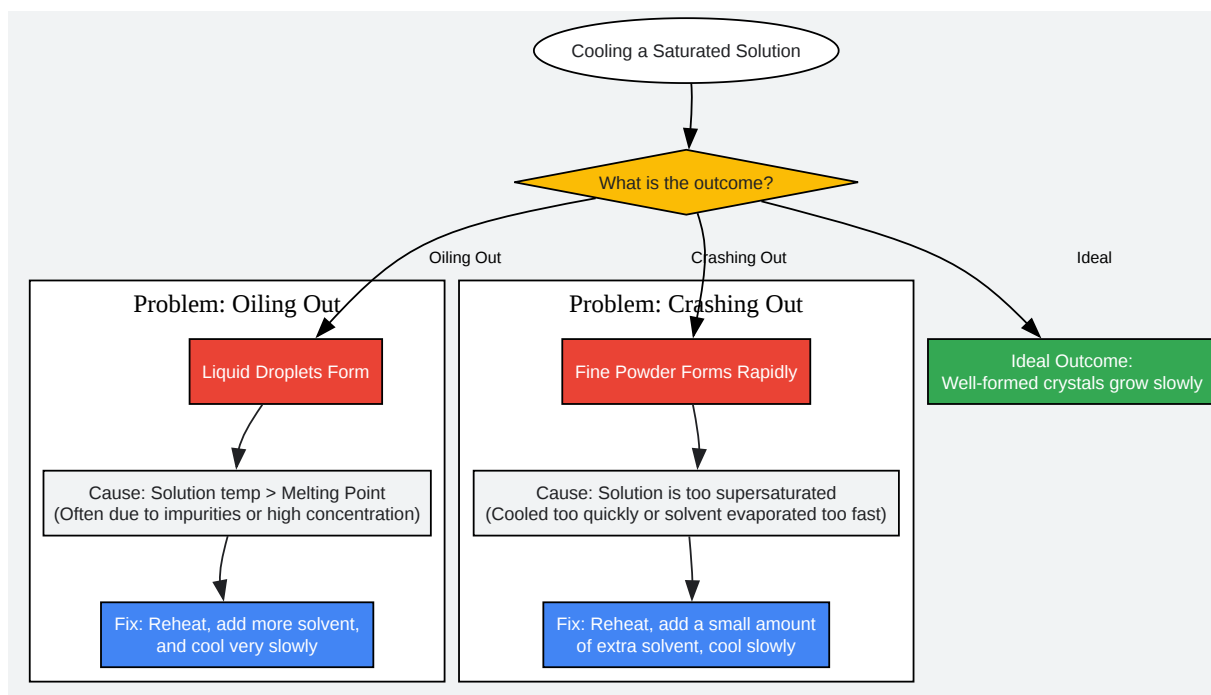 Cooling a Saturated Solution
What is the outcome?
Oiling Out
Crashing Out
Ideal
Problem: Oiling Out
Problem: Crashing Out
Liquid Droplets Form
Fine Powder Forms Rapidly
Ideal Outcome:
Well-formed crystals grow slowly
Cause: Solution temp > Melting Point
(Often due to impurities or high concentration)
Cause: Solution is too supersaturated
(Cooled too quickly or solvent evaporated too fast)
Fix: Reheat, add more solvent,
and cool very slowly
Fix: Reheat, add a small amount
of extra solvent, cool slowly